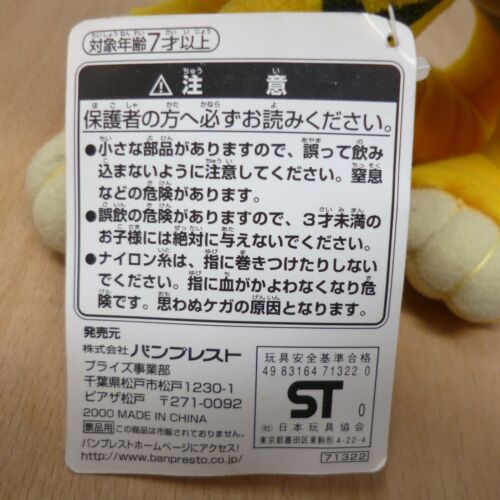 対象年齢7才以上
⚠注意
保護者の方へ必ずお読みください。
●小さな部品がありますので、誤って飲み
込まないように注意してください。窒息
などの危険があります。
●誤飲の危険がありますので、3才未満の
お子様には絶対に与えないでください。
●ナイロン糸は、指に巻きつけたりしない
でください。指に血がかよわなくなり危
険です。思わぬケガの原因となります。
発売元
株式会社 バンプレスト
プライズ事業部
千葉県松戸市松戸1230-1
ピアザ松戸 〒271-0092
2000 MADE IN CHINA
景品用 この商品は市販されておりません。
バンプレストホームページにアクセス!
http://www.banpresto.co.jp/
玩具安全基準合格
49 83164 71322 0
ST 0
(社)日本玩具協会
東京都墨田区東駒形 4-22-4
71322